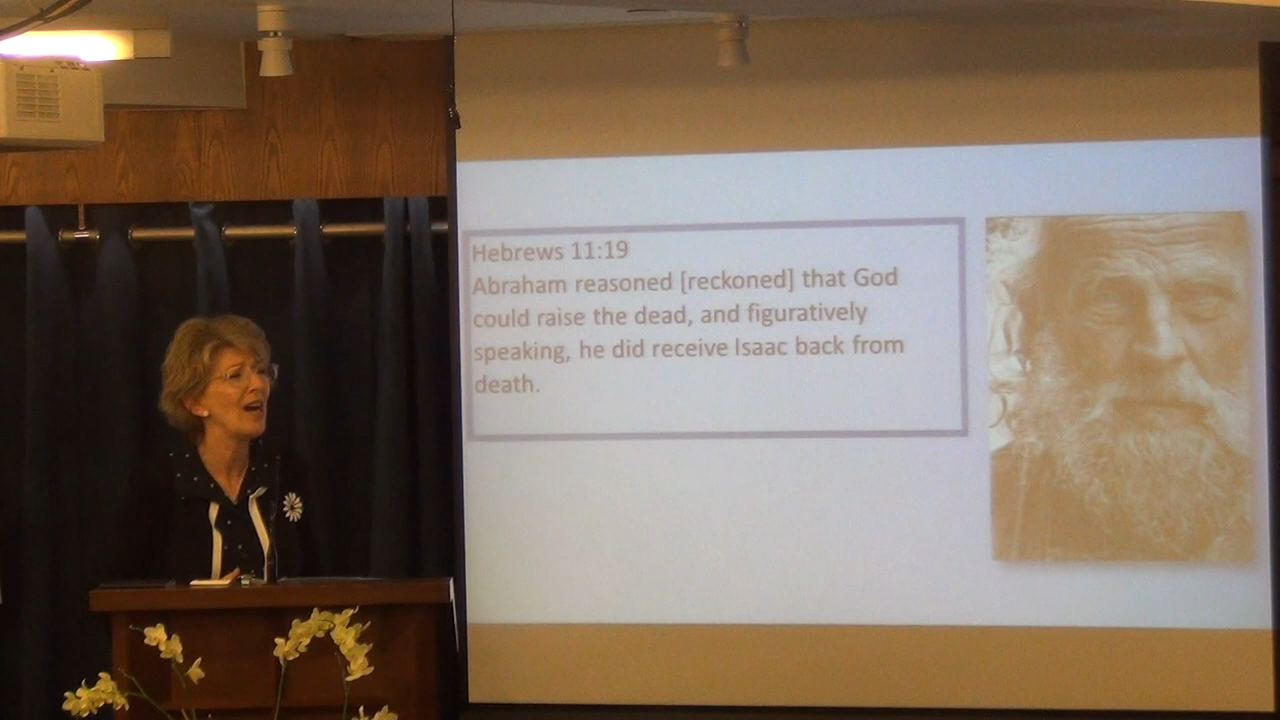 Hebrews 11:19
Abraham reasoned [reckoned] that God
could raise the dead, and figuratively
speaking, he did receive Isaac back from
death.